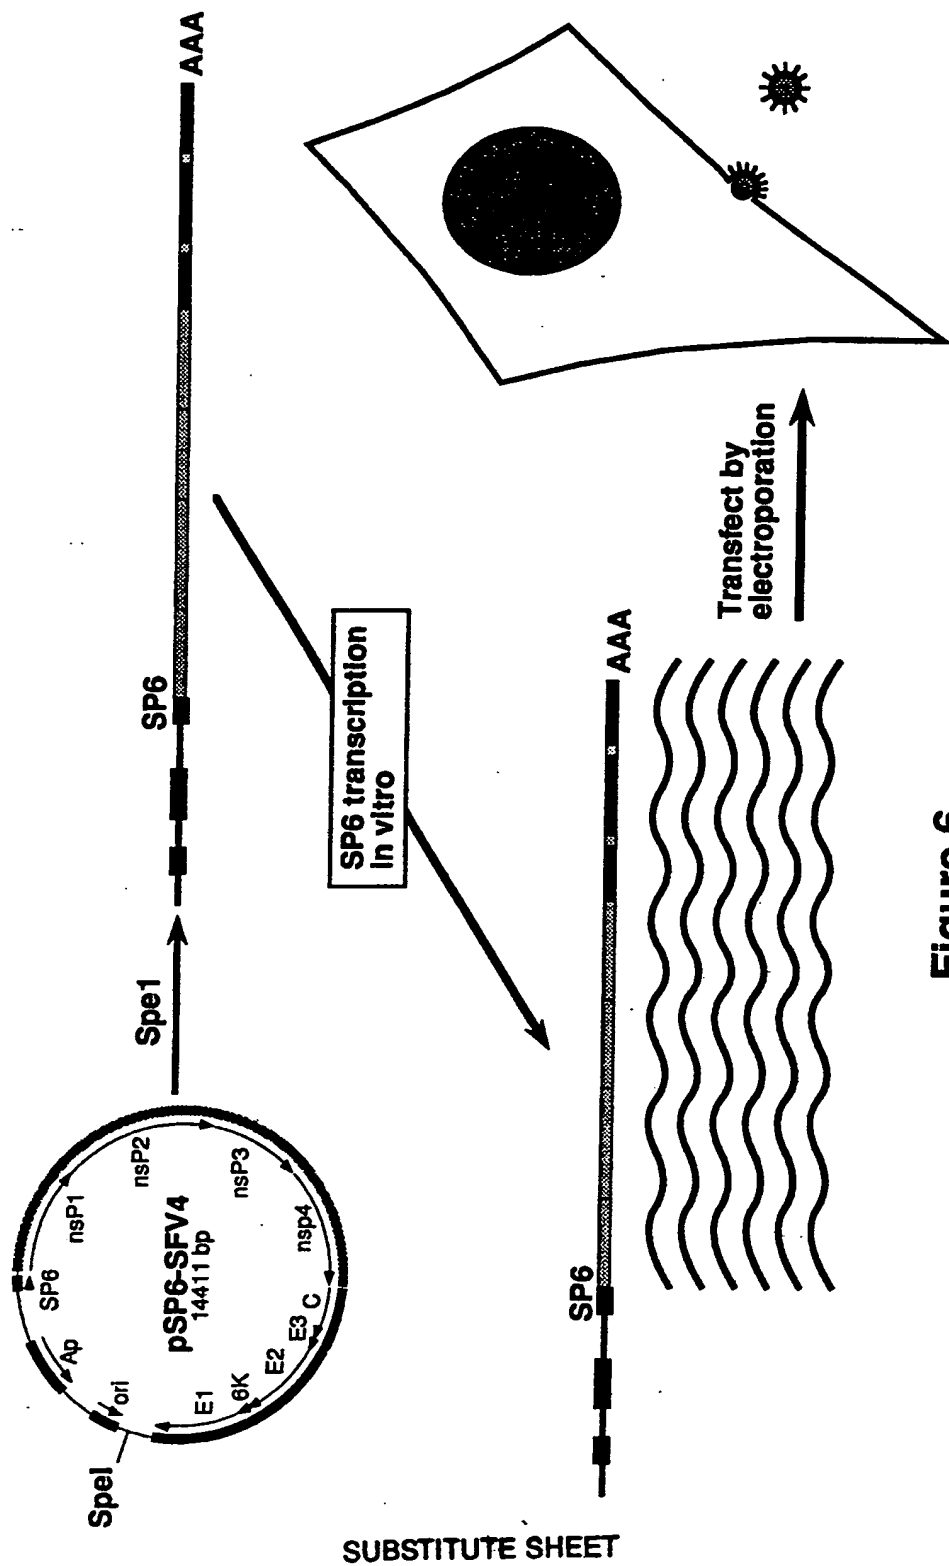 SpeI
SP6
Ap
ori
nsP1
nsP2
nsP3
nsp4
C
E3
E2
6K
E1
pSP6-SFV4
14411 bp
Spe1
SP6
AAA
SP6 transcription
in vitro
SP6
AAA
Transfect by
electroporation
Figure 6
SUBSTITUTE SHEET